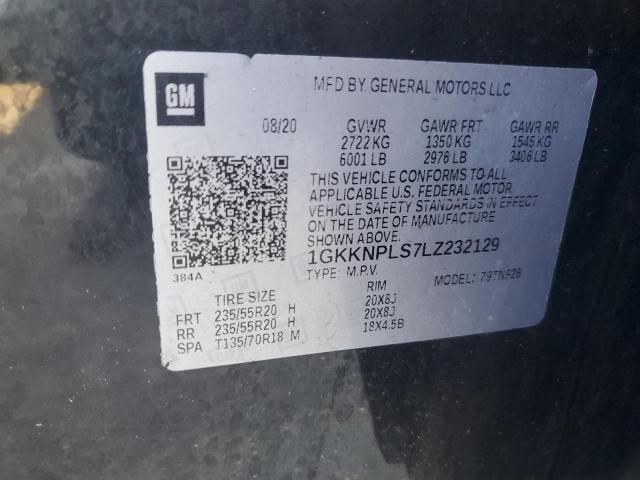 GM
MFD BY GENERAL MOTORS LLC
08/20 GVWR GAWR FRT GAWR RR
2722 KG 1350 KG 1545 KG
6001 LB 2976 LB 3406 LB
THIS VEHICLE CONFORMS TO ALL
APPLICABLE U.S. FEDERAL MOTOR
VEHICLE SAFETY STANDARDS IN EFFECT
ON THE DATE OF MANUFACTURE
SHOWN ABOVE.
1GKKNPLS7LZ232129
384A TYPE: M.P.V. MODEL: 79TNF26
TIRE SIZE RIM
FRT 235/55R20 H 20X8J
RR 235/55R20 H 20X8J
SPA T135/70R18 M 18X4.5B